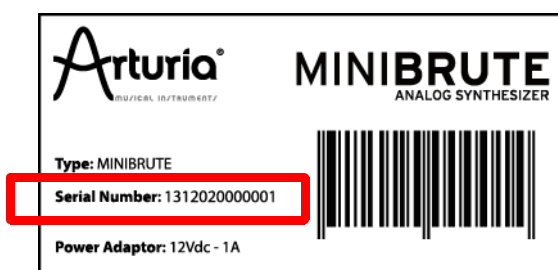 Arturia®
MUSICAL INSTRUMENTS
MINIBRUTE
ANALOG SYNTHESIZER
Type: MINIBRUTE
Serial Number: 1312020000001
Power Adaptor: 12Vdc - 1A